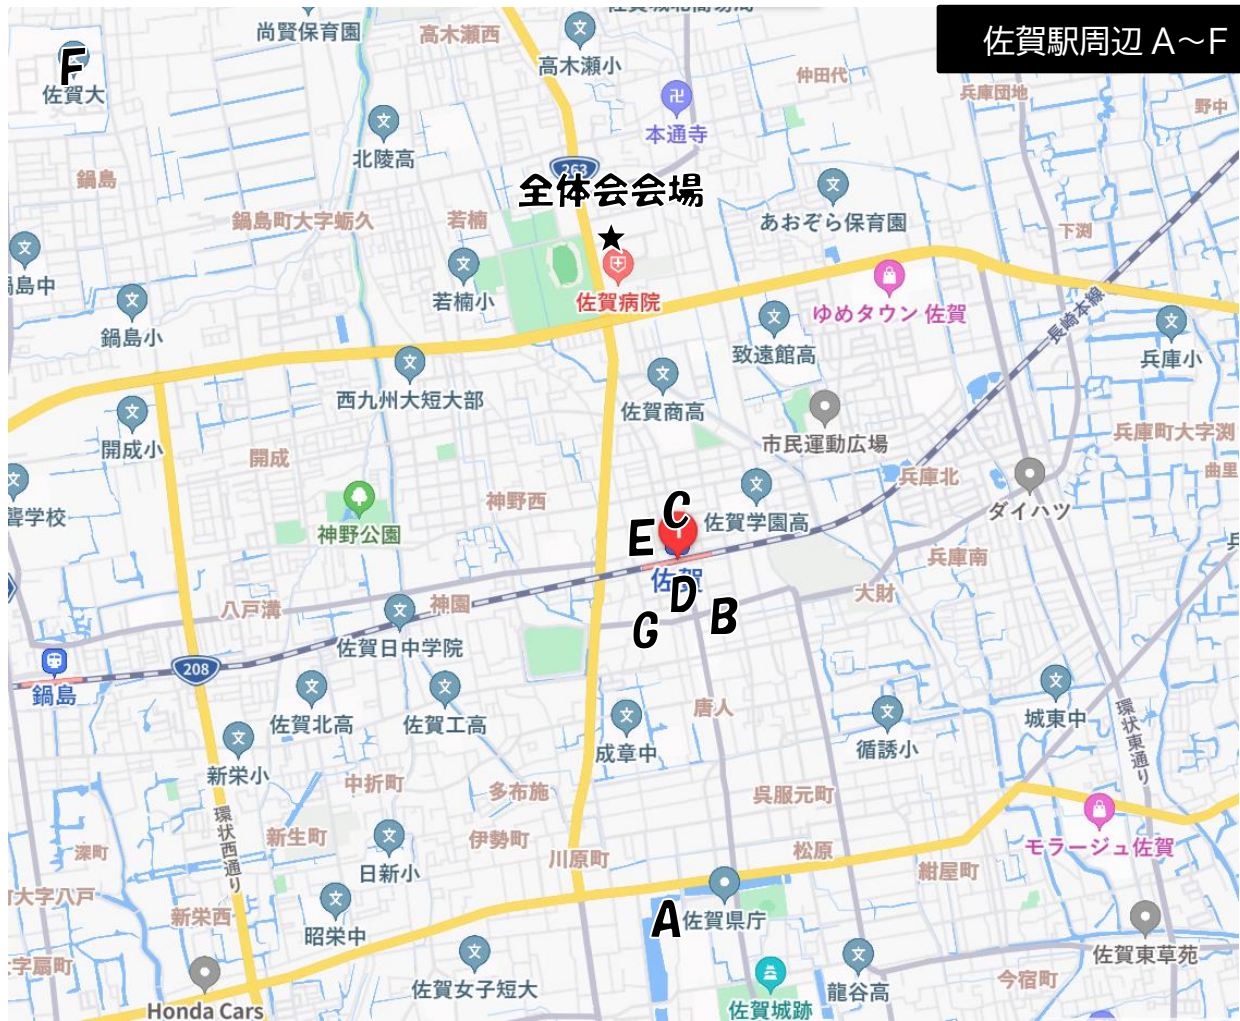 佐賀駅周辺 A～F
尚賢保育園
高木瀬西
高木瀬小
仲田代
兵庫団地
野中
F
佐賀大
本通寺
北陵高
263
鍋島
全体会会場
★
鍋島町大字蛎久
若楠
あおぞら保育園
下渕
若楠小
佐賀病院
ゆめタウン 佐賀
長崎本線
鍋島小
致遠館高
兵庫小
西九州大短大部
佐賀商高
開成小
市民運動広場
兵庫町大字渕
開成
兵庫北
曲里
神野西
C
ダイハツ
聾学校
神野公園
E
佐賀学園高
佐賀
兵庫南
D
大財
八戸溝
神園
G
B
佐賀日中学院
208
鍋島
佐賀北高
佐賀工高
唐人
城東中
成章中
循誘小
環状東通り
新栄小
中折町
多布施
呉服元町
環状西通り
新生町
伊勢町
モラージュ佐賀
深町
日新小
川原町
松原
紺屋町
町大字八戸
新栄西
昭栄中
A
佐賀県庁
佐賀東草苑
字扇町
佐賀女子短大
龍谷高
今宿町
Honda Cars
佐賀城跡